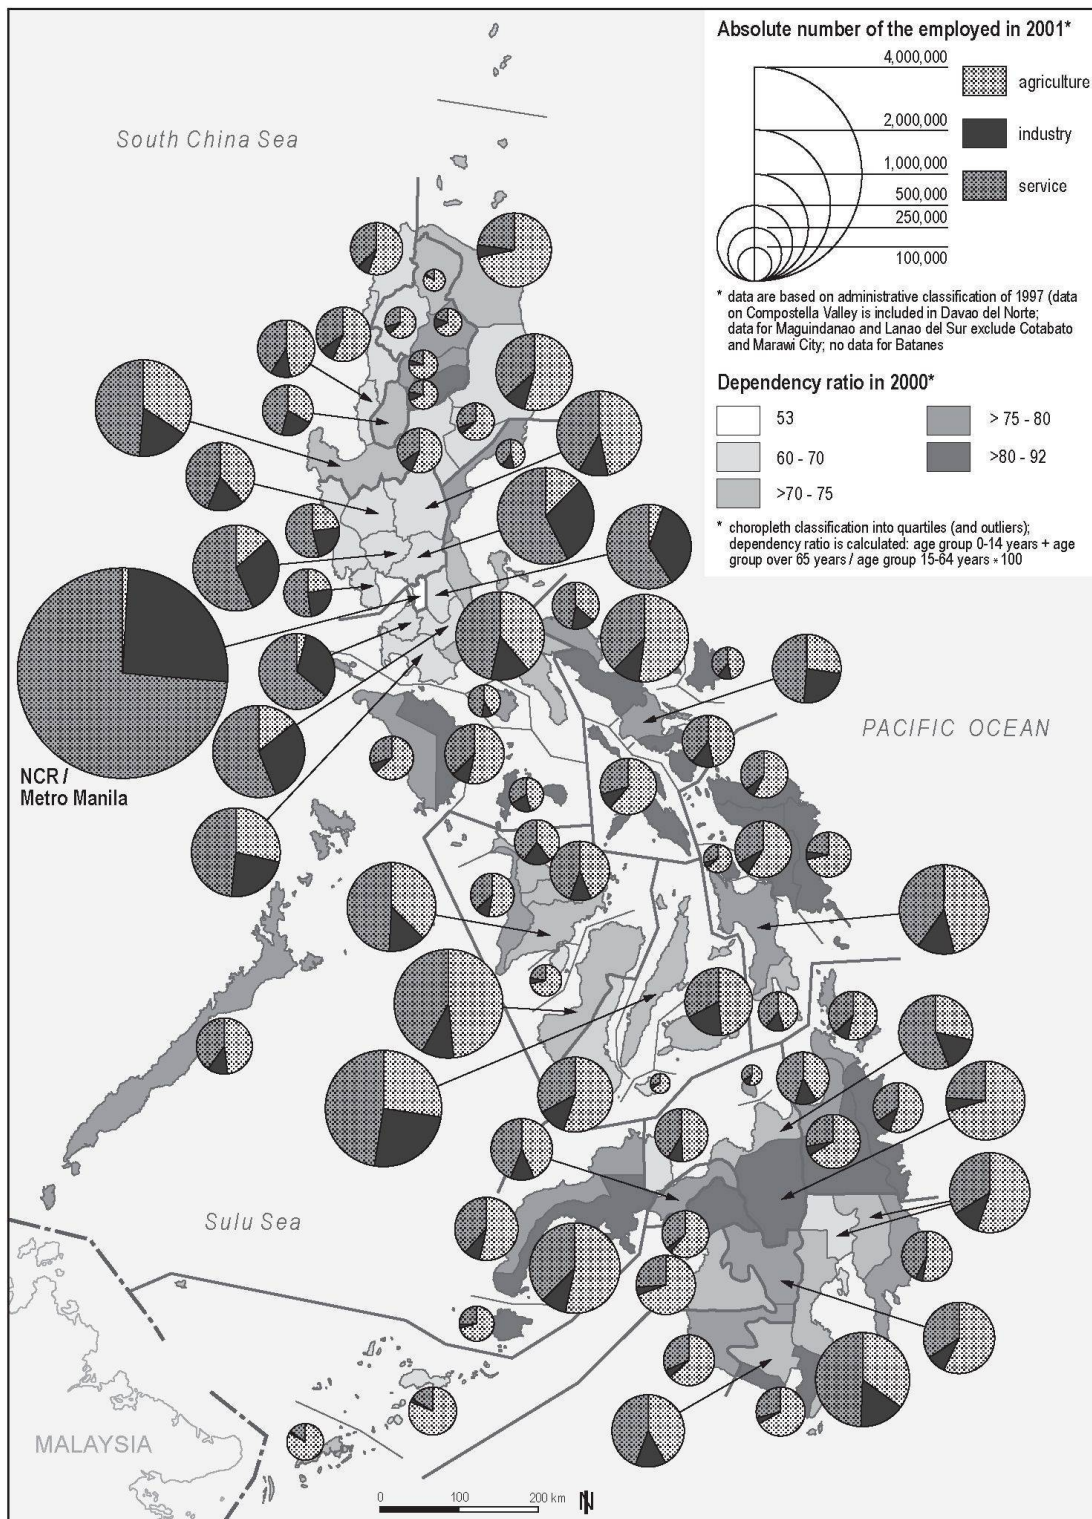 Absolute number of the employed in 2001*
4,000,000
2,000,000
1,000,000
500,000
250,000
100,000
agriculture
industry
service
* data are based on administrative classification of 1997 (data
on Compostella Valley is included in Davao del Norte;
data for Maguindanao and Lanao del Sur exclude Cotabato
and Marawi City; no data for Batanes
Dependency ratio in 2000*
53
60 - 70
>70 - 75
> 75 - 80
>80 - 92
* choropleth classification into quartiles (and outliers);
dependency ratio is calculated: age group 0-14 years + age
group over 65 years / age group 15-64 years * 100
South China Sea
PACIFIC OCEAN
NCR /
Metro Manila
Sulu Sea
MALAYSIA
0 100 200 km
N